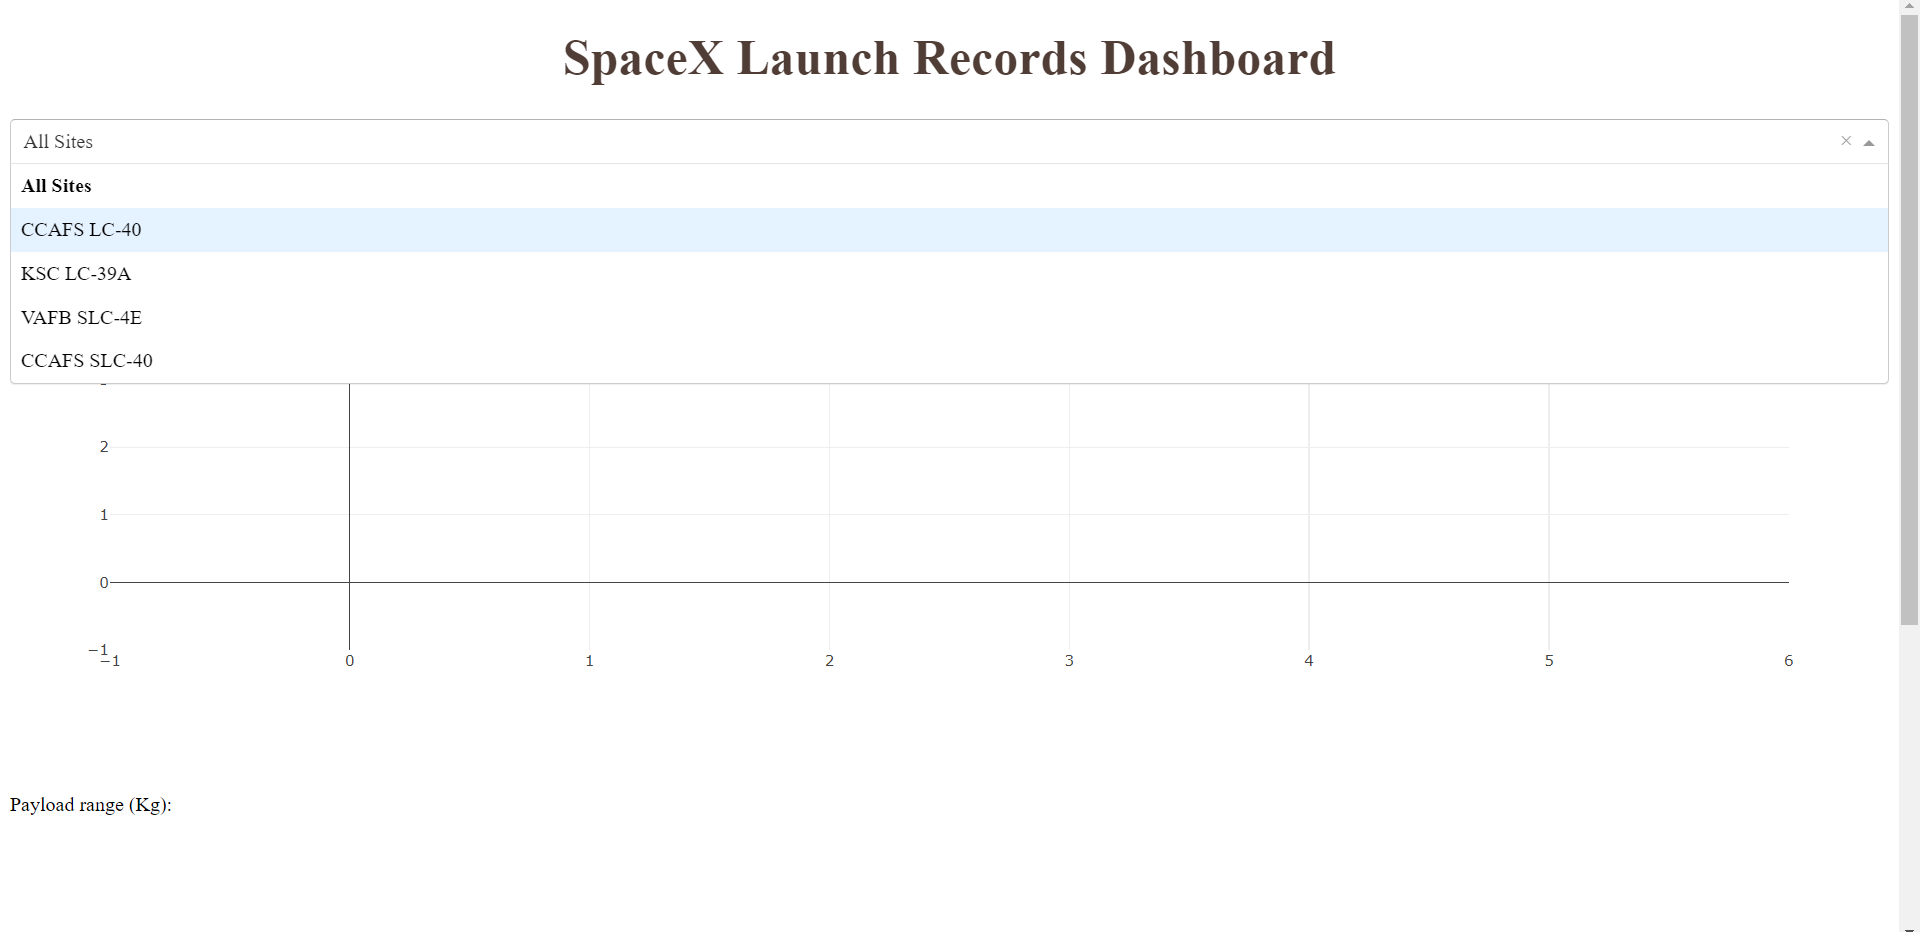 SpaceX Launch Records Dashboard
All Sites
All Sites
CCAFS LC-40
KSC LC-39A
VAFB SLC-4E
CCAFS SLC-40
2
1
0
−1
−1 0 1 2 3 4 5 6
Payload range (Kg):